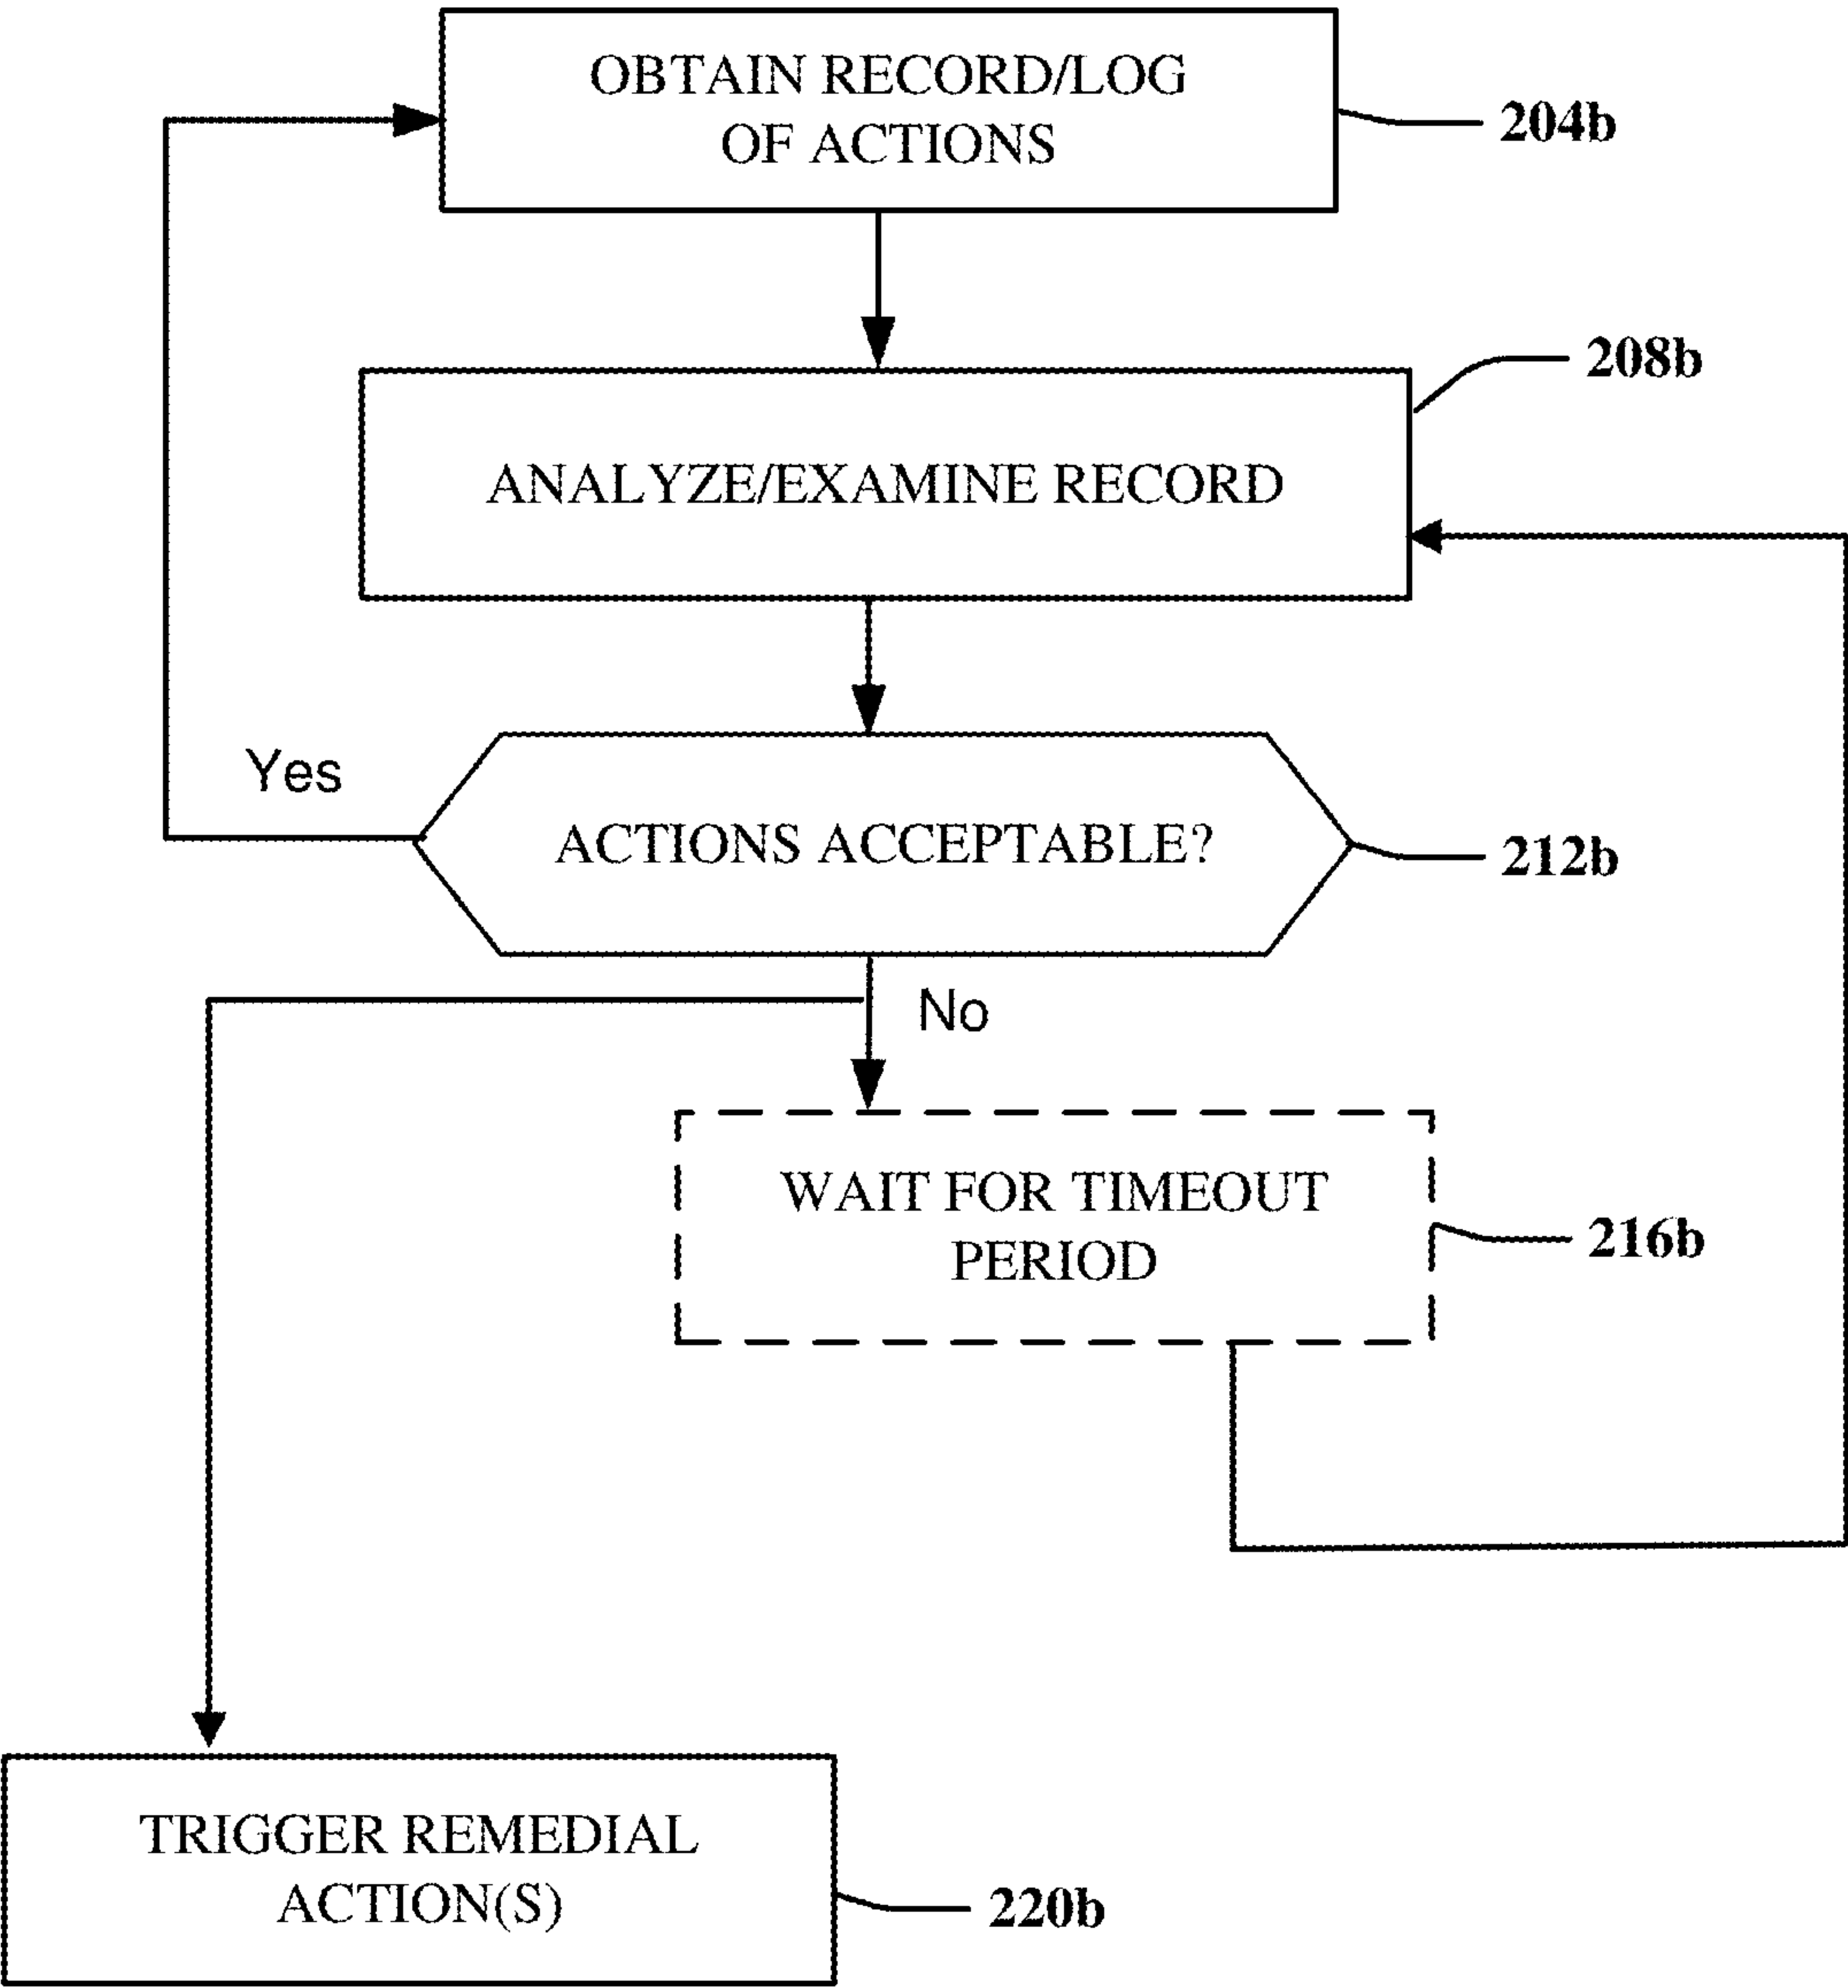 OBTAIN RECORD/LOG
OF ACTIONS
204b
208b
ANALYZE/EXAMINE RECORD
Yes
ACTIONS ACCEPTABLE?
212b
No
WAIT FOR TIMEOUT
PERIOD
216b
TRIGGER REMEDIAL
ACTION(S)
220b